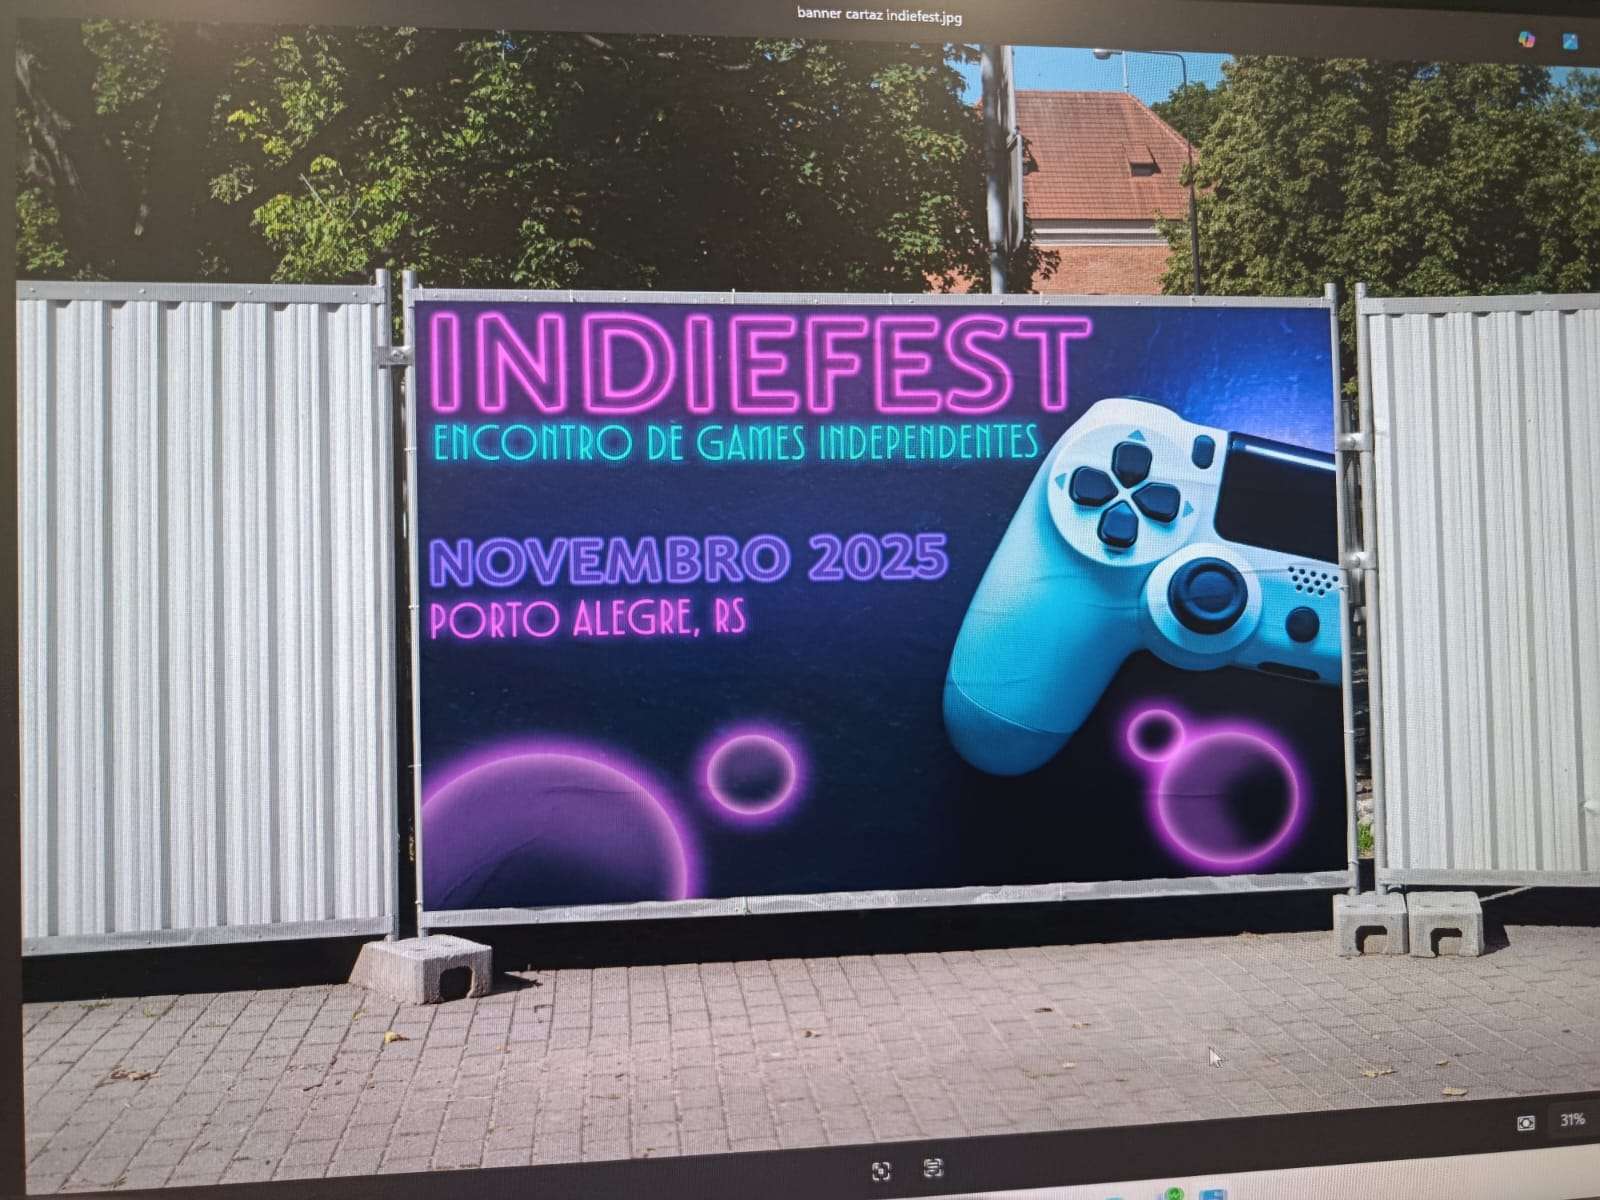 banner cartaz indiefest.jpg
INDIEFEST
ENCONTRO DE GAMES INDEPENDENTES
NOVEMBRO 2025
PORTO ALEGRE, RS
31%